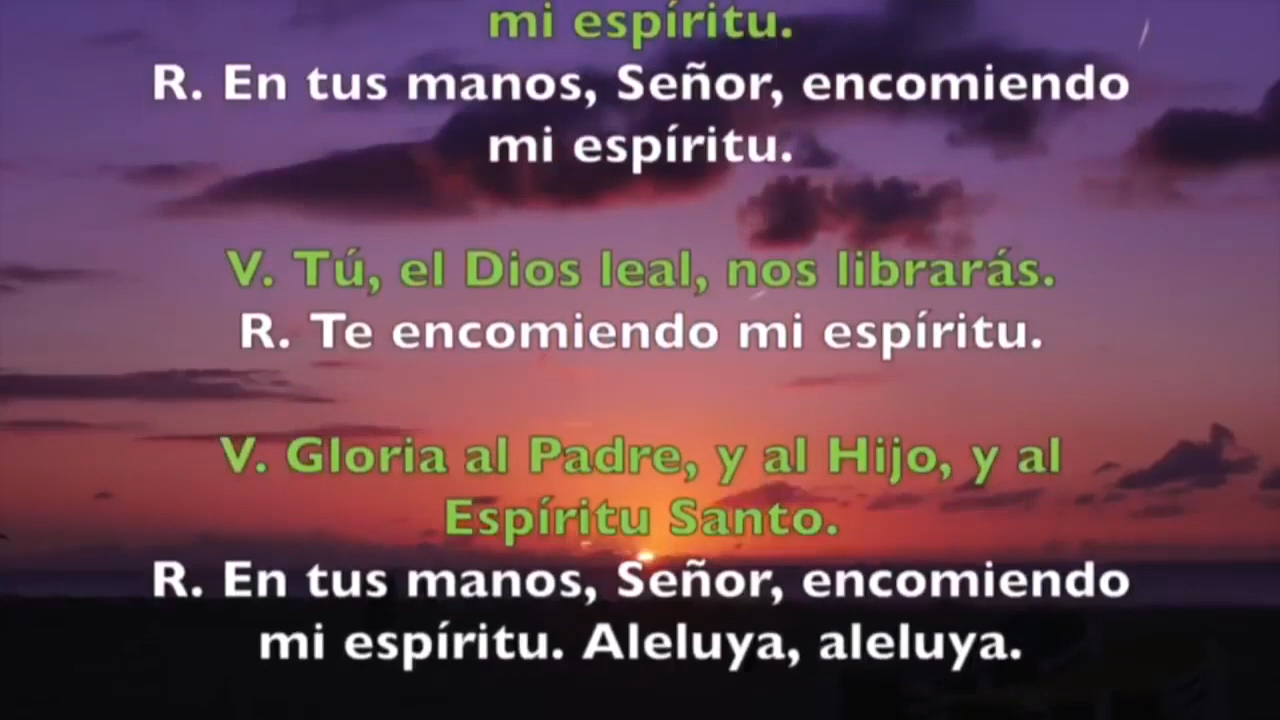 mi espíritu.
R. En tus manos, Señor, encomiendo
mi espíritu.
V. Tú, el Dios leal, nos librarás.
R. Te encomiendo mi espíritu.
V. Gloria al Padre, y al Hijo, y al
Espíritu Santo.
R. En tus manos, Señor, encomiendo
mi espíritu. Aleluya, aleluya.